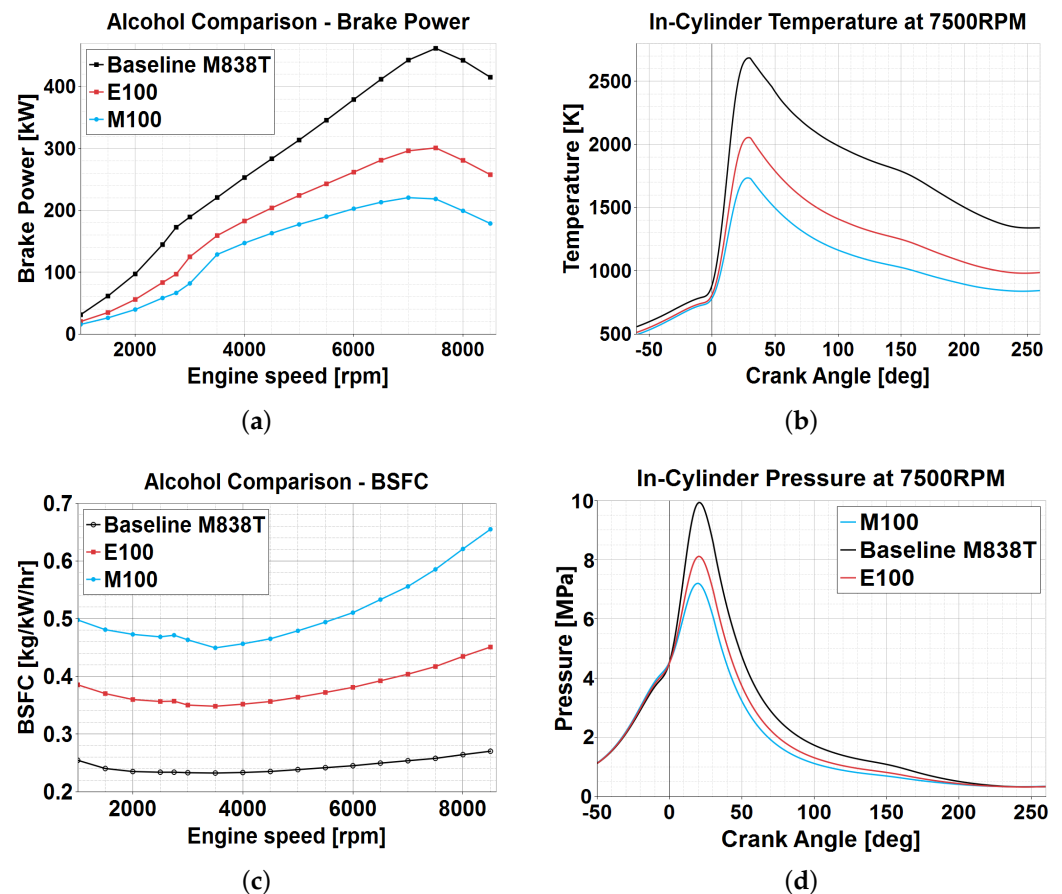 Alcohol Comparison - Brake Power
Brake Power [kW]
400
300
200
100
0
Baseline M838T
E100
M100
2000 4000 6000 8000
Engine speed [rpm]
(a)
In-Cylinder Temperature at 7500RPM
Temperature [K]
2500
2000
1500
1000
500
-50 0 50 100 150 200 250
Crank Angle [deg]
(b)
Alcohol Comparison - BSFC
BSFC [kg/kW/hr]
0.7
0.6
0.5
0.4
0.3
0.2
Baseline M838T
E100
M100
2000 4000 6000 8000
Engine speed [rpm]
(c)
In-Cylinder Pressure at 7500RPM
Pressure [MPa]
10
8
6
4
2
0
M100
Baseline M838T
E100
-50 0 50 100 150 200 250
Crank Angle [deg]
(d)